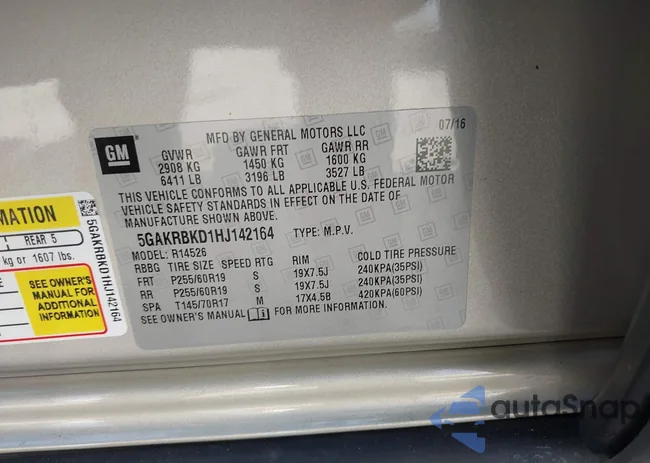 GM
MFD BY GENERAL MOTORS LLC
07/16
GVWR GAWR FRT GAWR RR
2908 KG 1450 KG 1600 KG
6411 LB 3196 LB 3527 LB
THIS VEHICLE CONFORMS TO ALL APPLICABLE U.S. FEDERAL MOTOR
VEHICLE SAFETY STANDARDS IN EFFECT ON THE DATE OF
MANUFACTURE SHOWN ABOVE.
5GAKRBKD1HJ142164 TYPE: M.P.V.
MODEL: R14526
RBBG TIRE SIZE SPEED RTG RIM COLD TIRE PRESSURE
FRT P255/60R19 S 19X7.5J 240KPA(35PSI)
RR P255/60R19 S 19X7.5J 240KPA(35PSI)
SPA T145/70R17 M 17X4.5B 420KPA(60PSI)
SEE OWNER'S MANUAL FOR MORE INFORMATION.
MATION
REAR 5
kg or 1607 lbs.
SEE OWNER'S
MANUAL FOR
ADDITIONAL
INFORMATION
5GAKRBKD1HJ142164
autoSnap